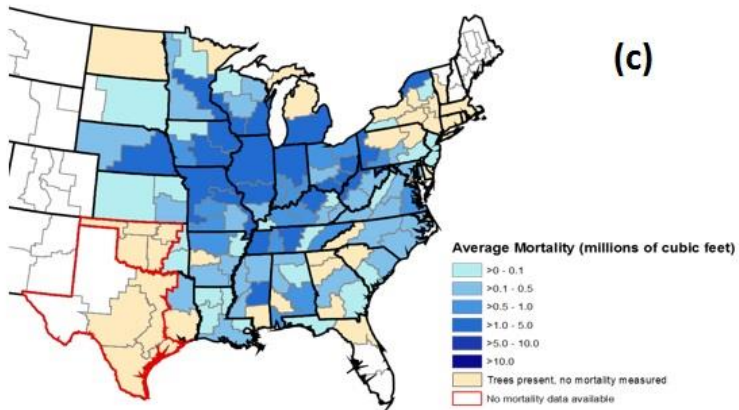 (c)
Average Mortality (millions of cubic feet)
>0 - 0.1
>0.1 - 0.5
>0.5 - 1.0
>1.0 - 5.0
>5.0 - 10.0
>10.0
Trees present, no mortality measured
No mortality data available